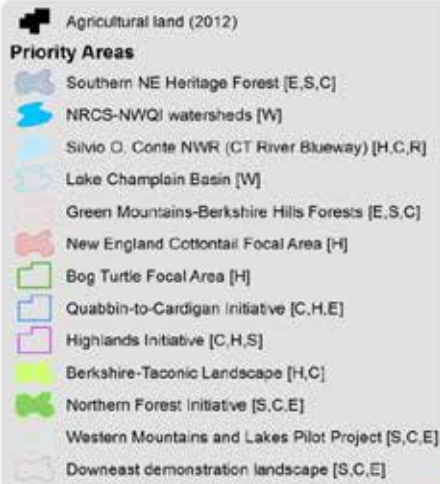 Agricultural land (2012)
Priority Areas
Southern NE Heritage Forest [E,S,C]
NRCS-NWQI watersheds [W]
Silvio O. Conte NWR (CT River Blueway) [H,C,R]
Lake Champlain Basin [W]
Green Mountains-Berkshire Hills Forests [E,S,C]
New England Cottontail Focal Area [H]
Bog Turtle Focal Area [H]
Quabbin-to-Cardigan Initiative [C,H,E]
Highlands Initiative [C,H,S]
Berkshire-Taconic Landscape [H,C]
Northern Forest Initiative [S,C,E]
Western Mountains and Lakes Pilot Project [S,C,E]
Downeast demonstration landscape [S,C,E]